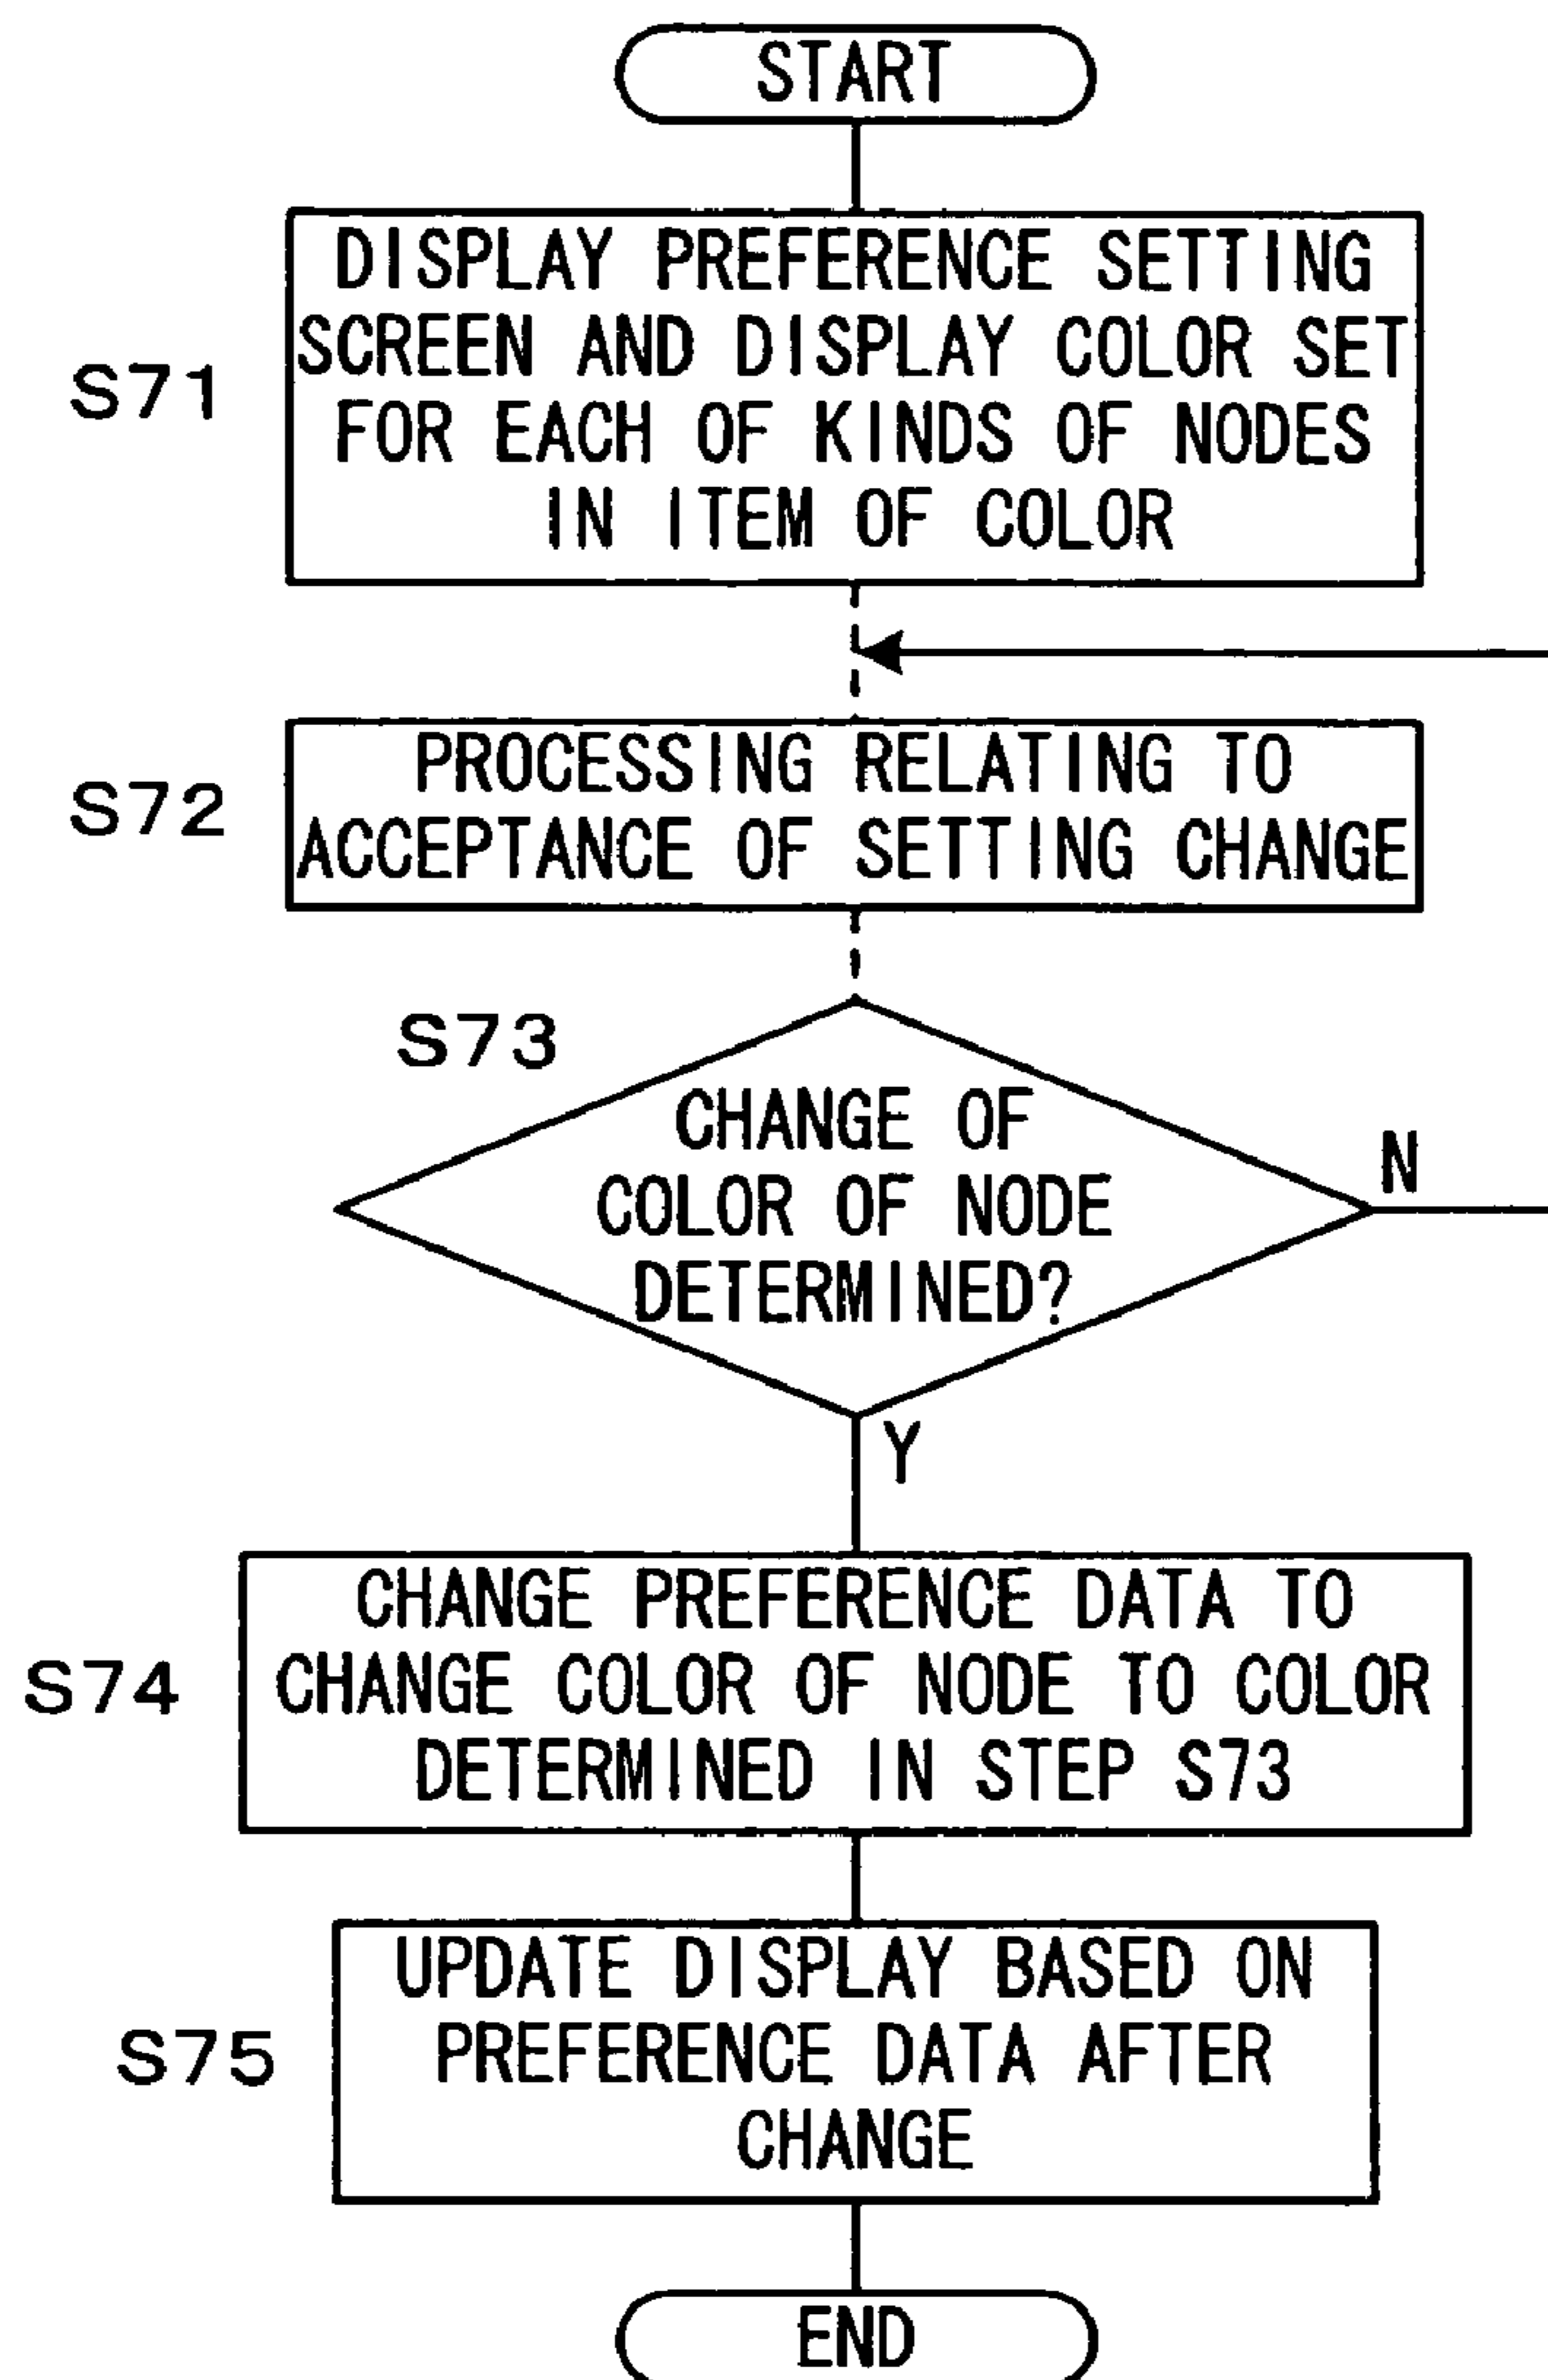 START
DISPLAY PREFERENCE SETTING
SCREEN AND DISPLAY COLOR SET
FOR EACH OF KINDS OF NODES
IN ITEM OF COLOR
S71
PROCESSING RELATING TO
ACCEPTANCE OF SETTING CHANGE
S72
S73
CHANGE OF
COLOR OF NODE
DETERMINED?
N
Y
CHANGE PREFERENCE DATA TO
CHANGE COLOR OF NODE TO COLOR
DETERMINED IN STEP S73
S74
UPDATE DISPLAY BASED ON
PREFERENCE DATA AFTER
CHANGE
S75
END